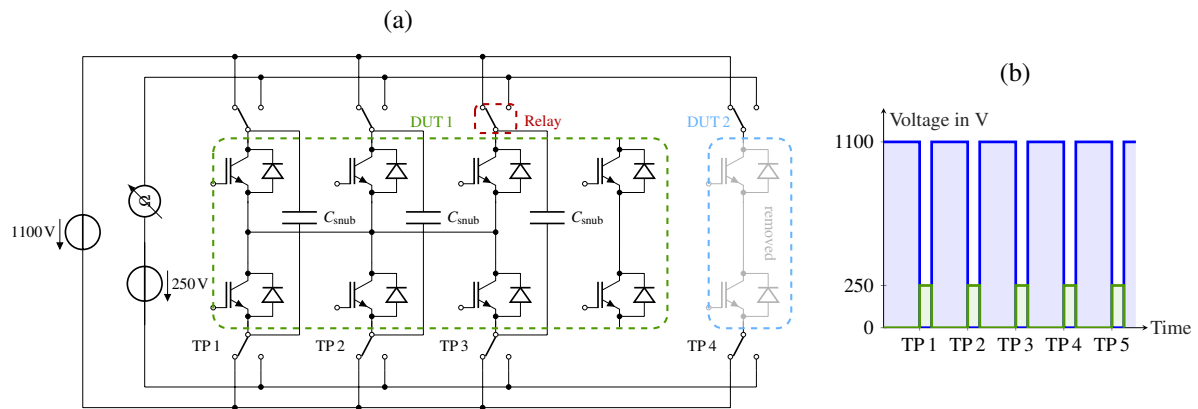 (a)
DUT 1
Relay
DUT 2
C_snub
C_snub
C_snub
removed
1100 V
Ω
250 V
TP 1
TP 2
TP 3
TP 4
(b)
Voltage in V
1100
250
0
Time
TP 1
TP 2
TP 3
TP 4
TP 5